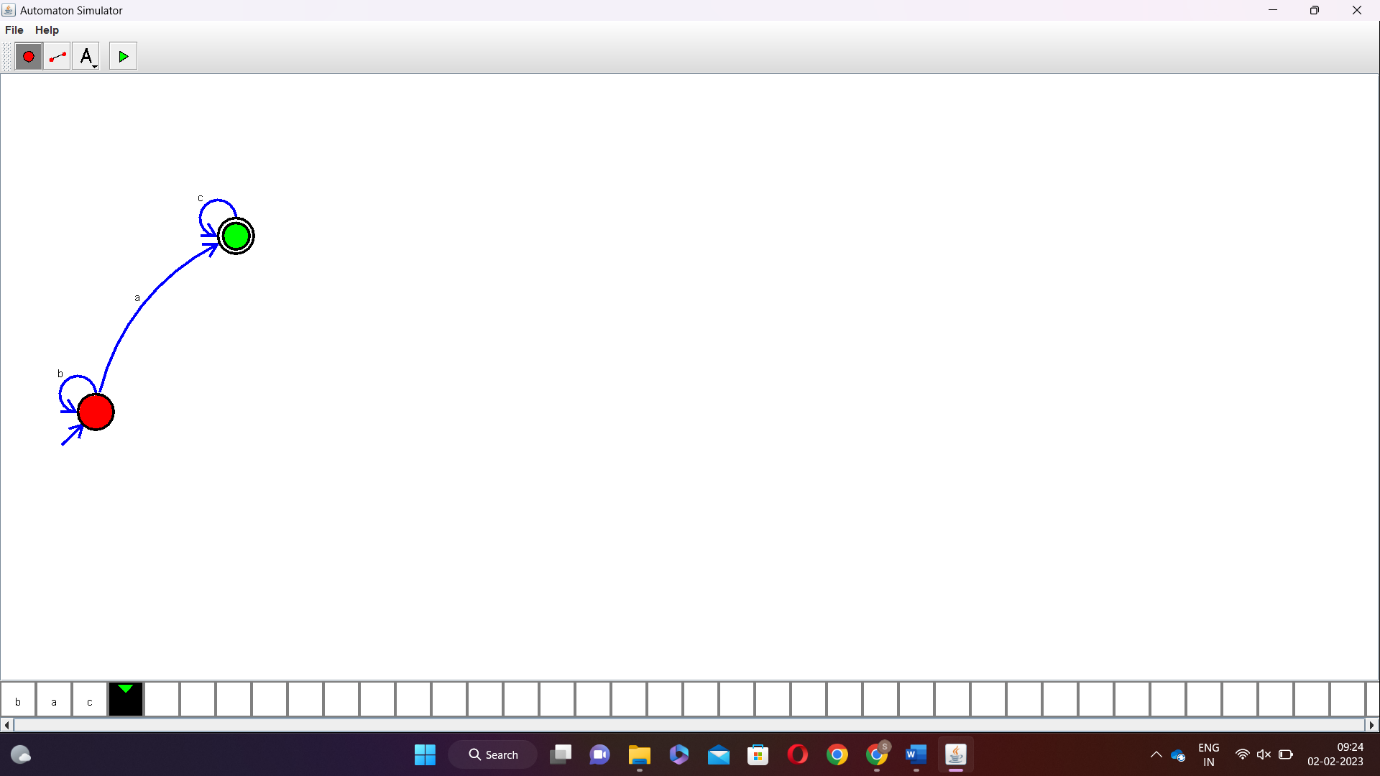 Automaton Simulator
File Help
A
c
a
b
b a c
Search
S
ENG
IN
09:24
02-02-2023